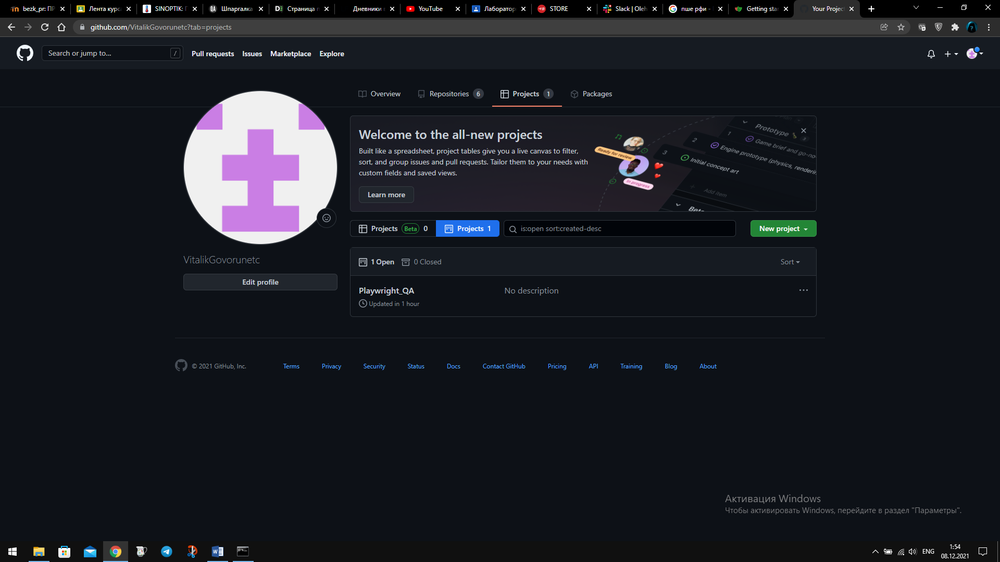 bezk_pr: ПР
Лента курса
SINOPTIK: П
Шпаргалка
Страница п
Дневники в
YouTube
Лаборатор
STORE
Slack | Oleh
пше рфи -
Getting star
Your Projec
github.com/VitalikGovorunetc?tab=projects
Search or jump to... /
Pull requests
Issues
Marketplace
Explore
Overview
Repositories 6
Projects 1
Packages
Welcome to the all-new projects
Built like a spreadsheet, project tables give you a live canvas to filter,
sort, and group issues and pull requests. Tailor them to your needs with
custom fields and saved views.
Learn more
Prototype 3
1 Game brief and go-no-
2 Engine prototype (physics, renderin
3 Initial concept art
Ready for review
In progress
Add item
Beta
Projects Beta 0
Projects 1
is:open sort:created-desc
New project
1 Open
0 Closed
Sort
Playwright_QA
No description
Updated in 1 hour
VitalikGovorunetc
Edit profile
© 2021 GitHub, Inc.
Terms
Privacy
Security
Status
Docs
Contact GitHub
Pricing
API
Training
Blog
About
Активация Windows
Чтобы активировать Windows, перейдите в раздел "Параметры".
ENG
1:54
08.12.2021